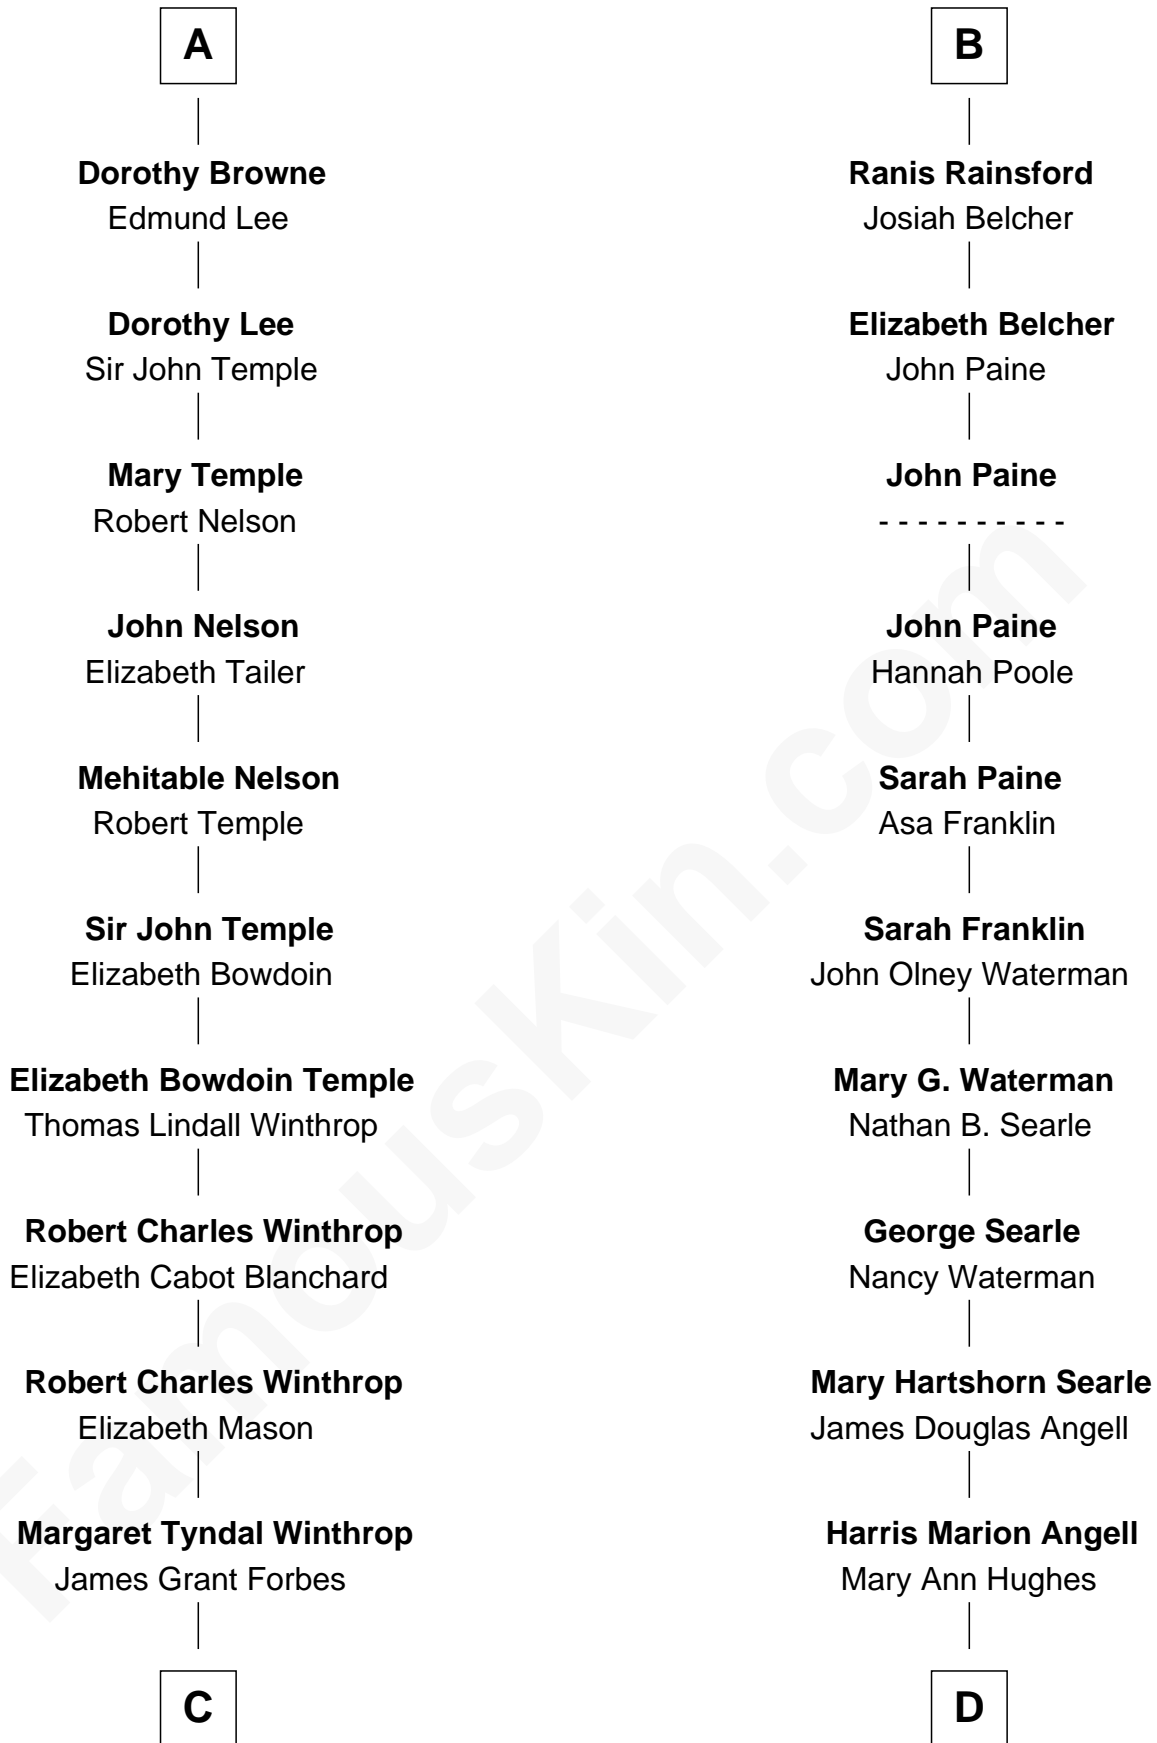 A
Dorothy Browne
Edmund Lee
Dorothy Lee
Sir John Temple
Mary Temple
Robert Nelson
John Nelson
Elizabeth Tailer
Mehitable Nelson
Robert Temple
Sir John Temple
Elizabeth Bowdoin
Elizabeth Bowdoin Temple
Thomas Lindall Winthrop
Robert Charles Winthrop
Elizabeth Cabot Blanchard
Robert Charles Winthrop
Elizabeth Mason
Margaret Tyndal Winthrop
James Grant Forbes
C
B
Ranis Rainsford
Josiah Belcher
Elizabeth Belcher
John Paine
John Paine
- - - - - - - - - -
John Paine
Hannah Poole
Sarah Paine
Asa Franklin
Sarah Franklin
John Olney Waterman
Mary G. Waterman
Nathan B. Searle
George Searle
Nancy Waterman
Mary Hartshorn Searle
James Douglas Angell
Harris Marion Angell
Mary Ann Hughes
D
FamousKin.com